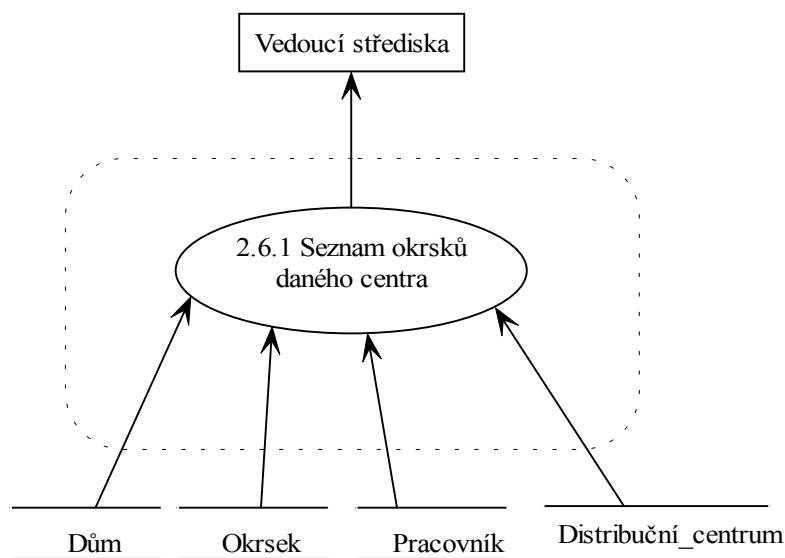 Vedoucí střediska
2.6.1 Seznam okrsků
daného centra
Dům
Okrsek
Pracovník
Distribuční_centrum